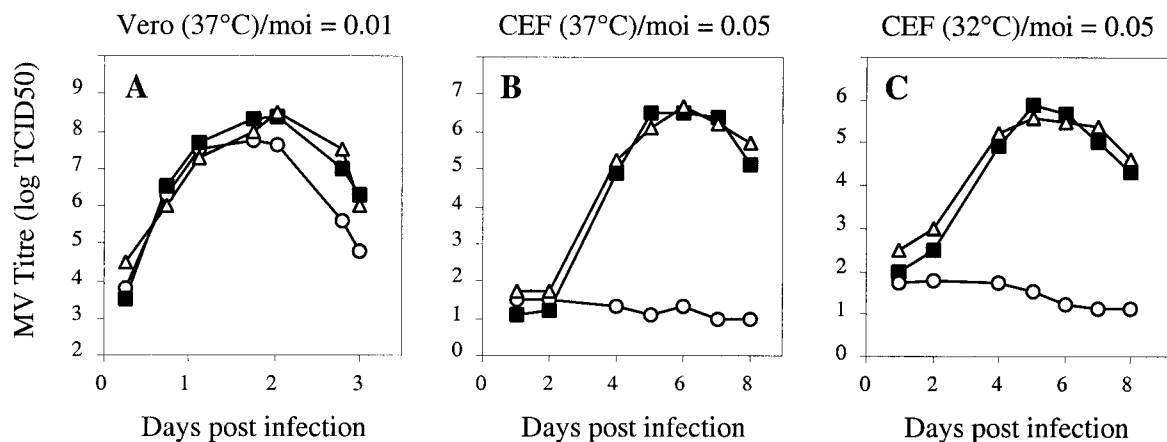 Vero (37°C)/moi = 0.01
CEF (37°C)/moi = 0.05
CEF (32°C)/moi = 0.05
MV Titre (log TCID50)
A
9
8
7
6
5
4
3
2
0 1 2 3
Days post infection
B
7
6
5
4
3
2
1
0
0 2 4 6 8
Days post infection
C
6
5
4
3
2
1
0
0 2 4 6 8
Days post infection